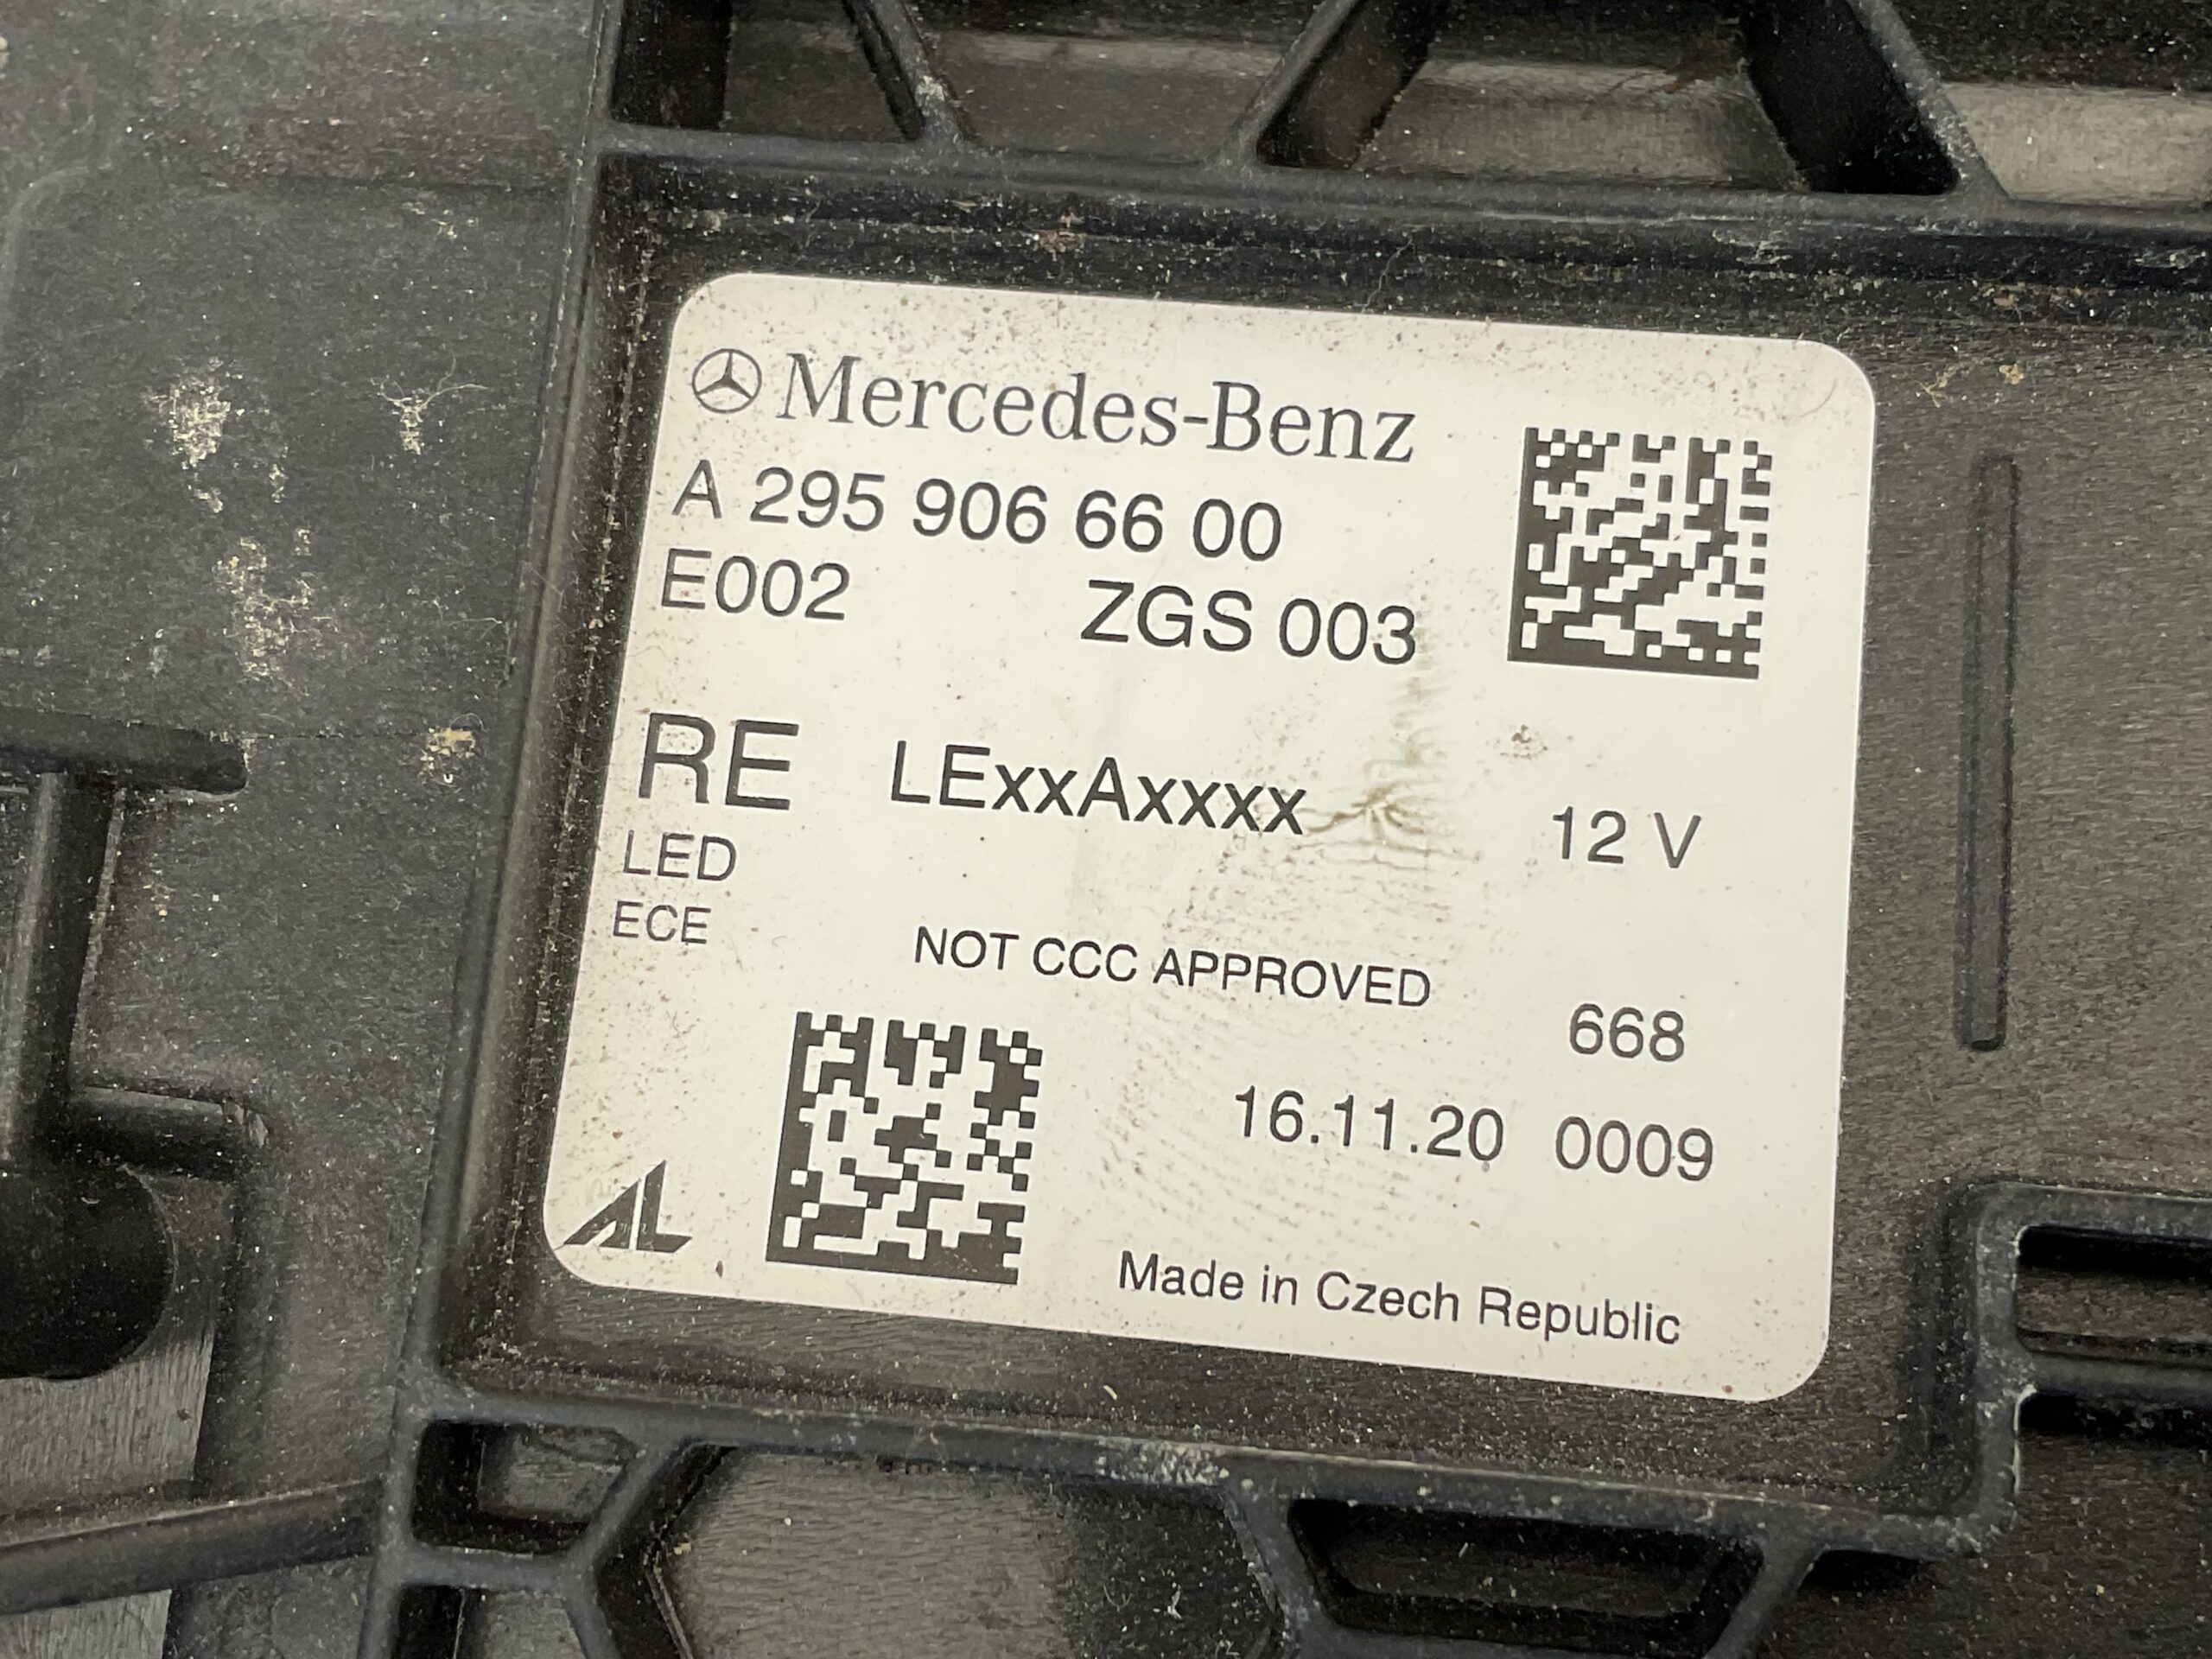 Mercedes-Benz
A 295 906 66 00
E002 ZGS 003
RE LExxAxxxx 12 V
LED
ECE
NOT CCC APPROVED
668
16.11.20 0009
AL
Made in Czech Republic